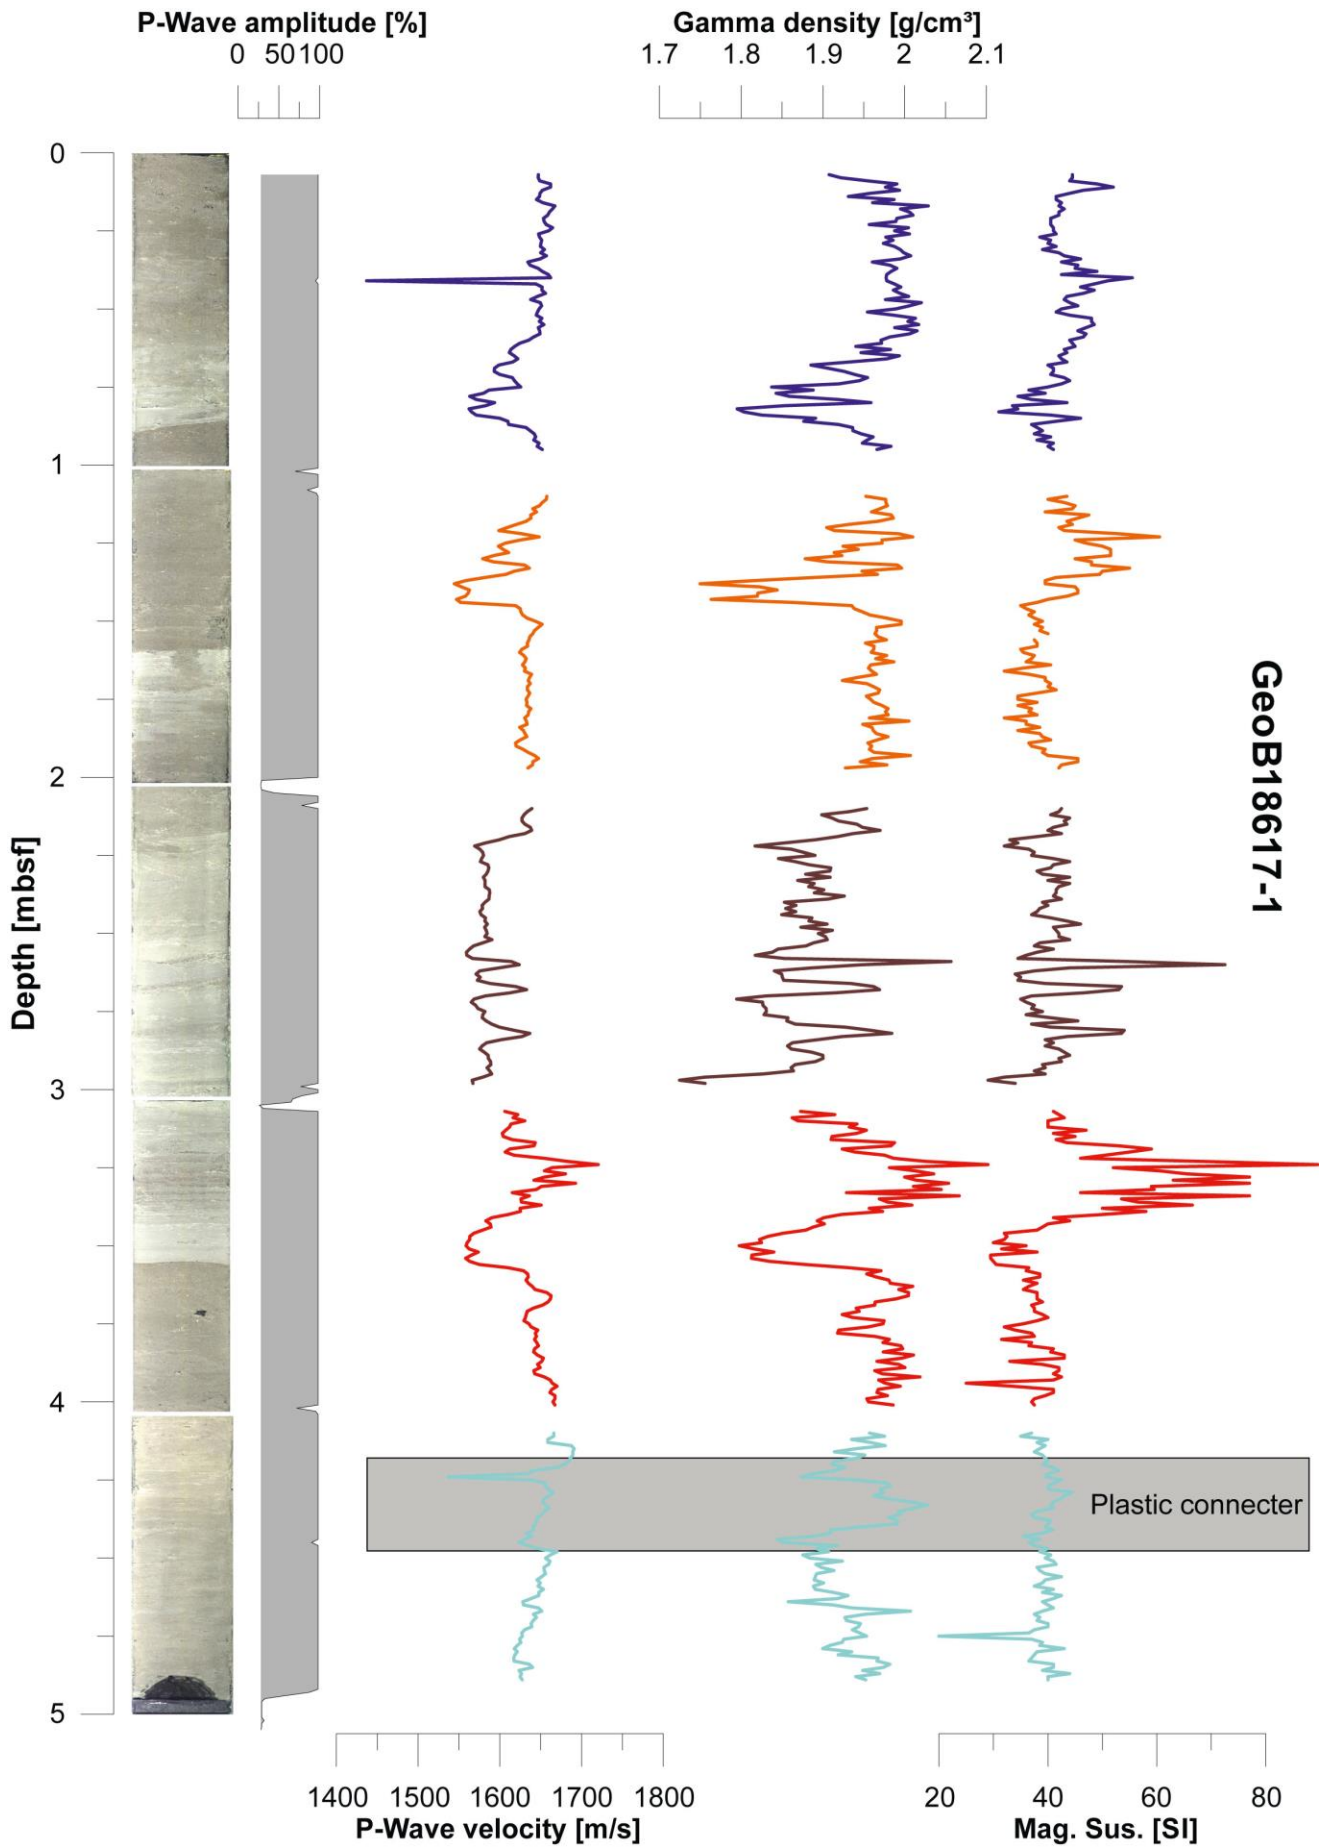 P-Wave amplitude [%]
0 50 100
Gamma density [g/cm³]
1.7 1.8 1.9 2 2.1
0
1
2
3
4
5
Depth [mbsf]
GeoB18617-1
Plastic connecter
1400 1500 1600 1700 1800
P-Wave velocity [m/s]
20 40 60 80
Mag. Sus. [SI]